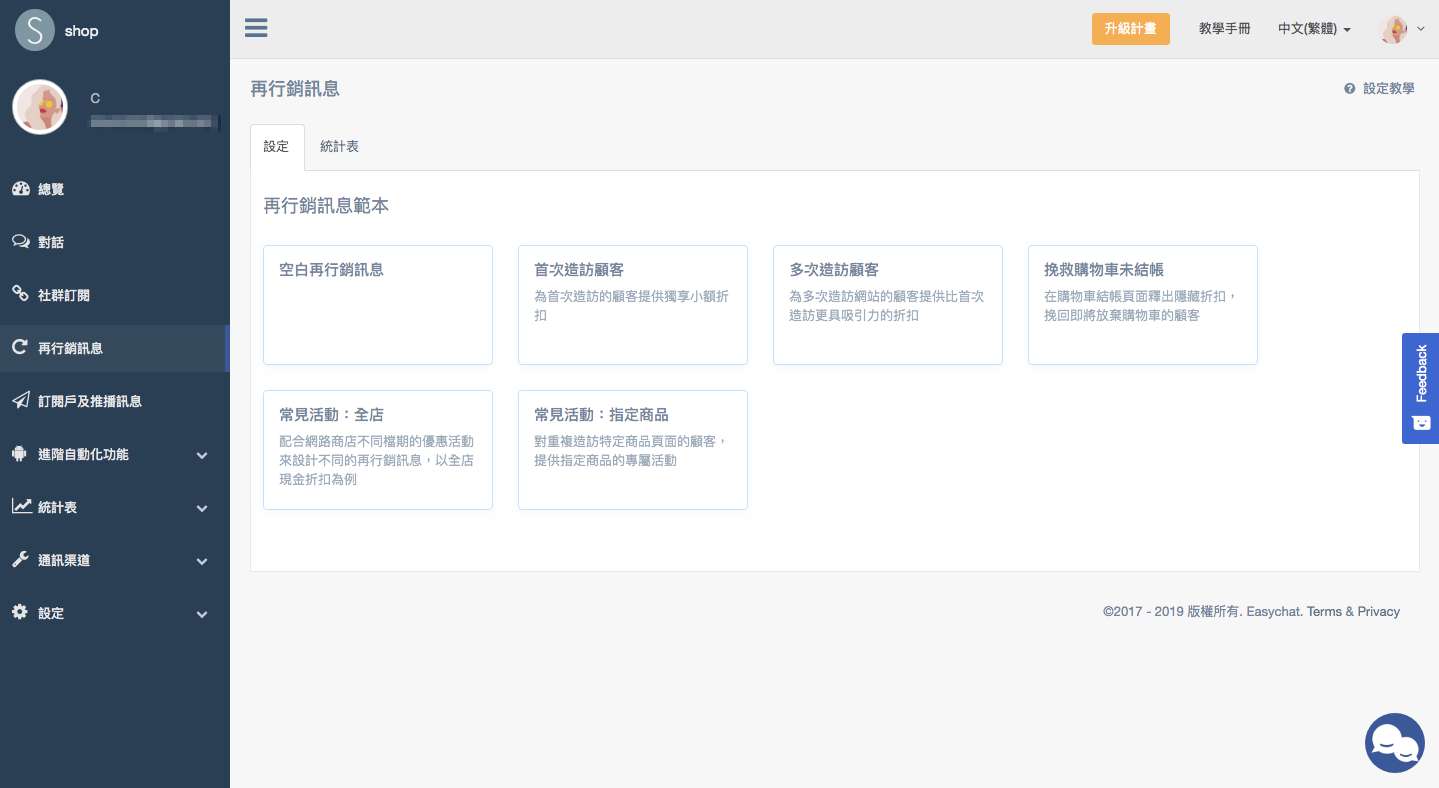 S shop
升級計畫 教學手冊 中文(繁體)
C
再行銷訊息
設定教學
設定 統計表
總覽
對話
社群訂閱
再行銷訊息
訂閱戶及推播訊息
進階自動化功能
統計表
通訊渠道
設定
再行銷訊息範本
空白再行銷訊息
首次造訪顧客
為首次造訪的顧客提供獨享小額折
扣
多次造訪顧客
為多次造訪網站的顧客提供比首次
造訪更具吸引力的折扣
挽救購物車未結帳
在購物車結帳頁面釋出隱藏折扣，
挽回即將放棄購物車的顧客
常見活動：全店
配合網路商店不同檔期的優惠活動
來設計不同的再行銷訊息，以全店
現金折扣為例
常見活動：指定商品
對重複造訪特定商品頁面的顧客，
提供指定商品的專屬活動
Feedback
©2017 - 2019 版權所有. Easychat. Terms & Privacy